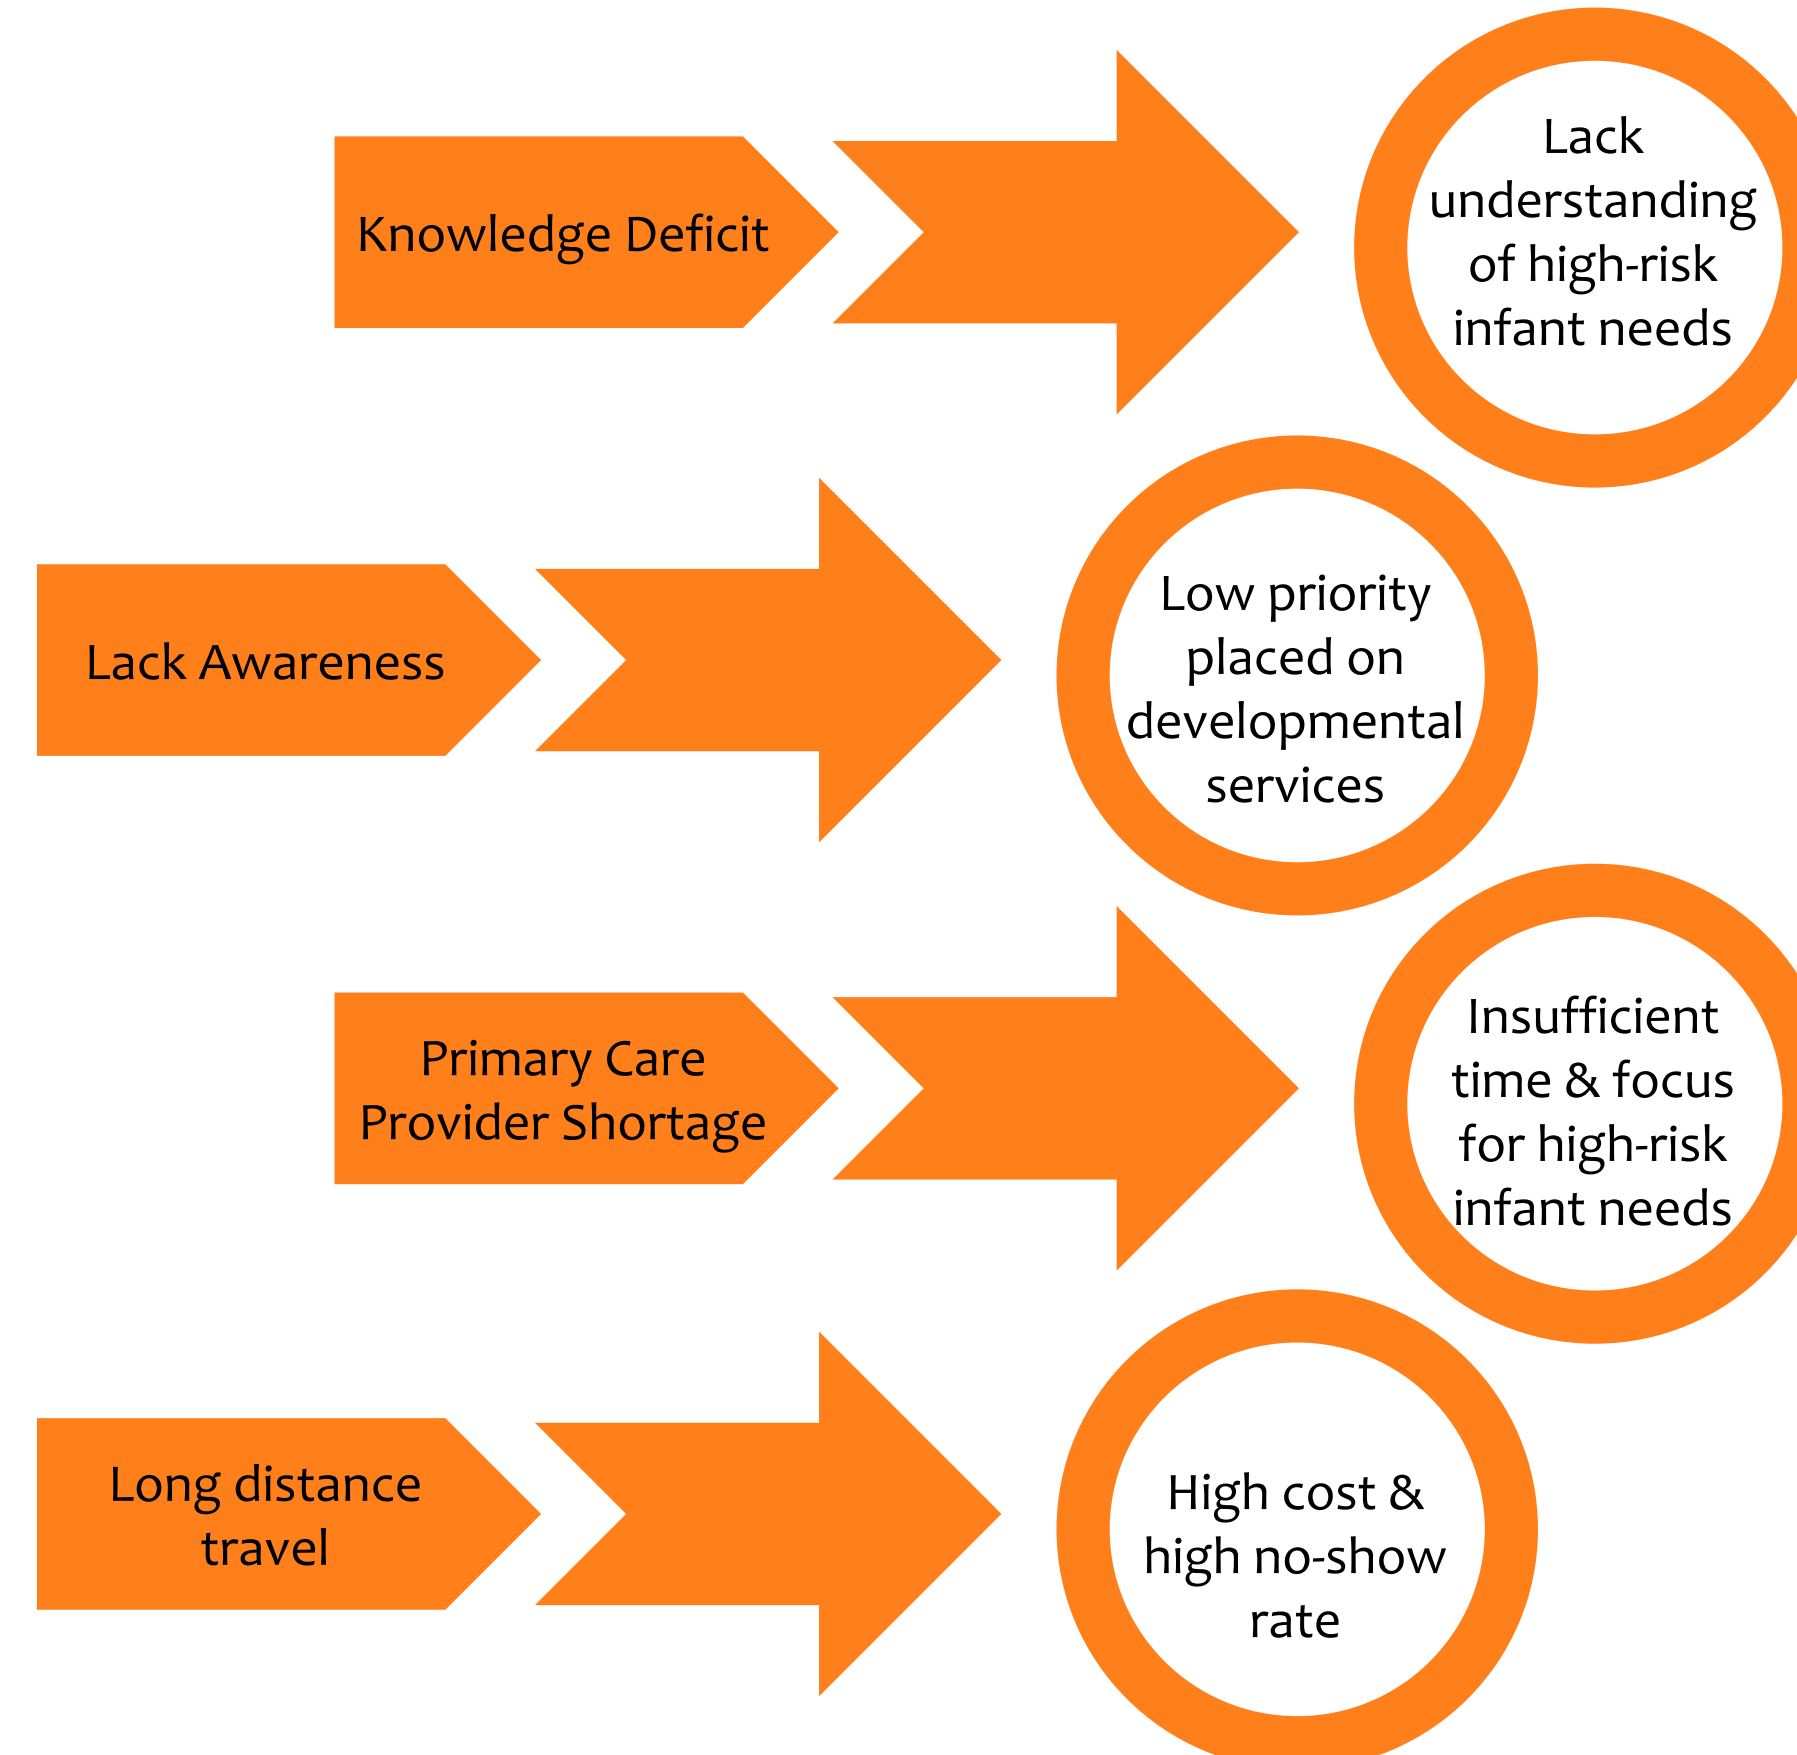 Knowledge Deficit
Lack
understanding
of high-risk
infant needs
Lack Awareness
Low priority
placed on
developmental
services
Primary Care
Provider Shortage
Insufficient
time & focus
for high-risk
infant needs
Long distance
travel
High cost &
high no-show
rate